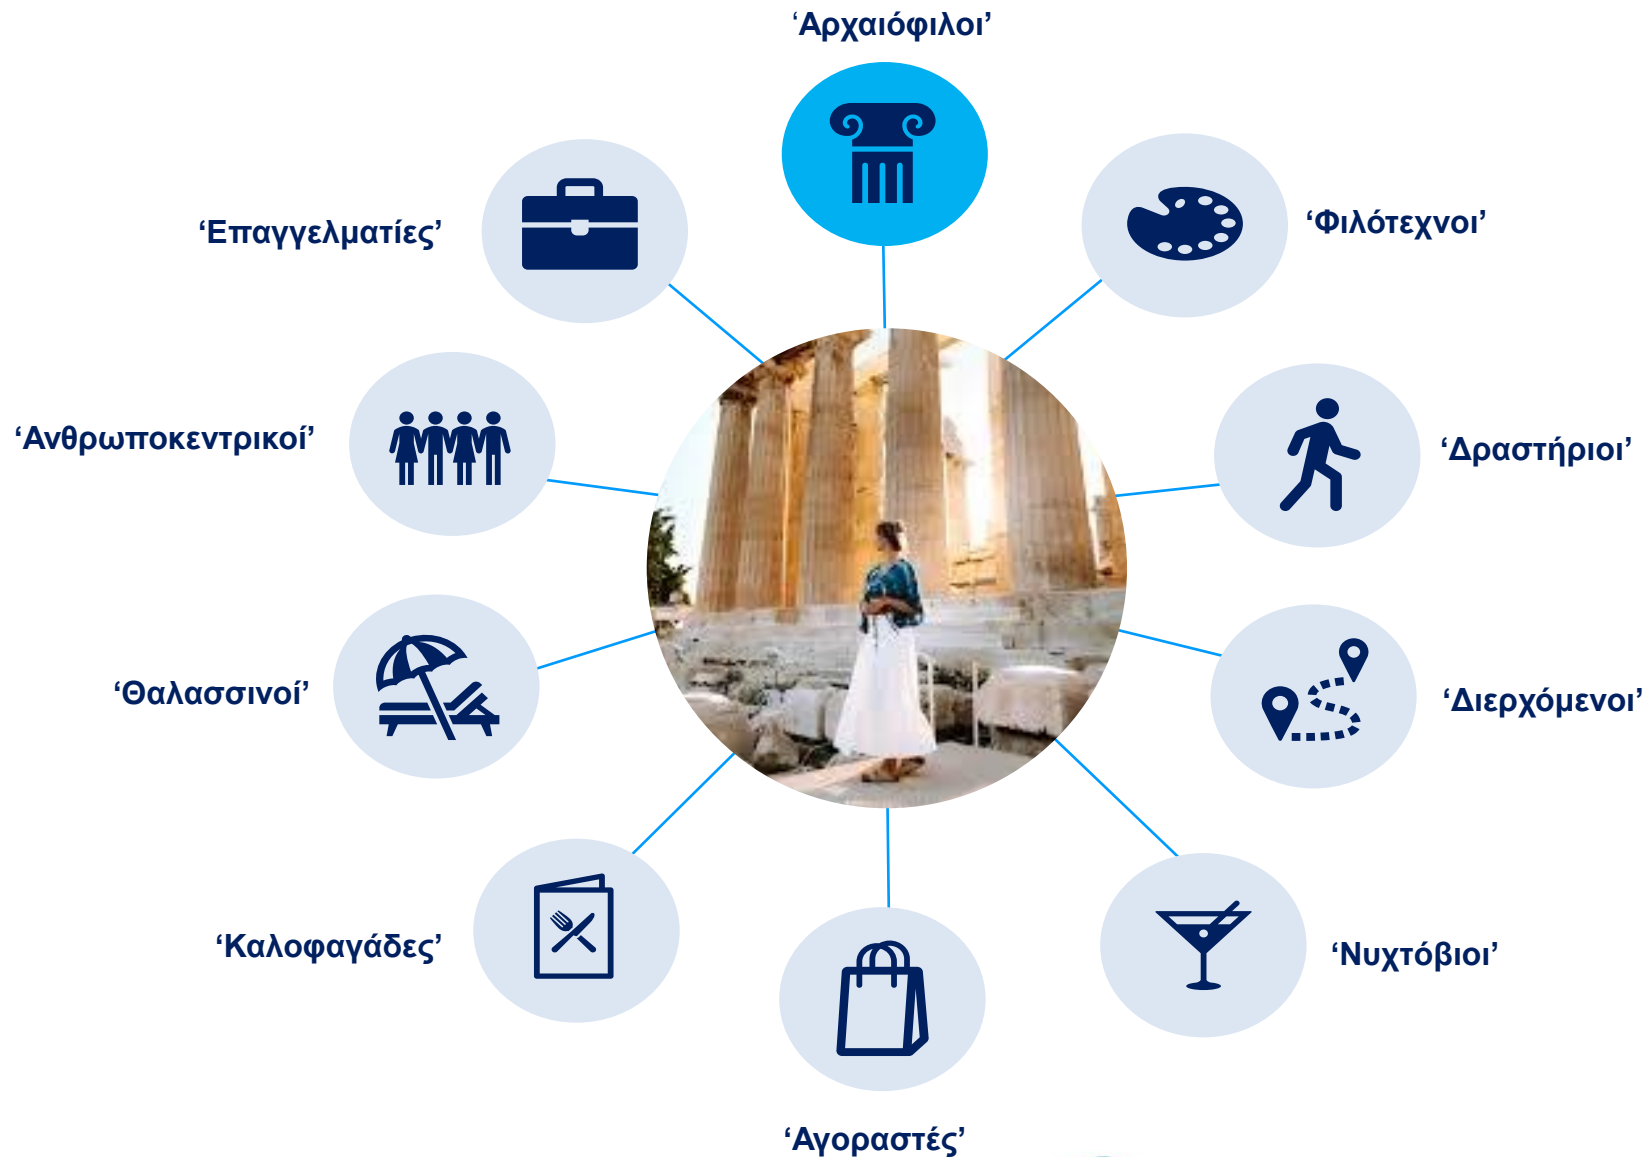 ‘Αρχαιόφιλοι’
‘Επαγγελματίες’
‘Φιλότεχνοι’
‘Ανθρωποκεντρικοί’
‘Δραστήριοι’
‘Θαλασσινοί’
‘Διερχόμενοι’
‘Καλοφαγάδες’
‘Νυχτόβιοι’
‘Αγοραστές’